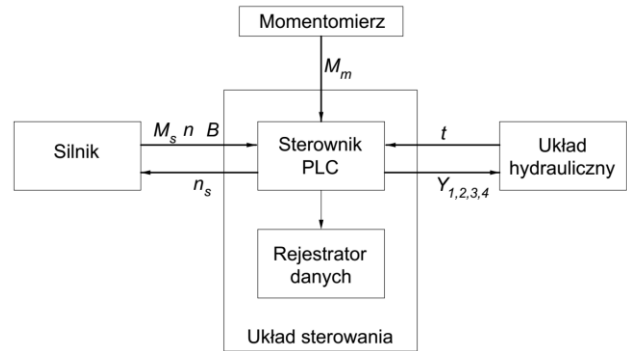 Momentomierz
M_m
Silnik
M_s n B
n_s
Sterownik
PLC
t
Y_1,2,3,4
Układ
hydrauliczny
Rejestrator
danych
Układ sterowania